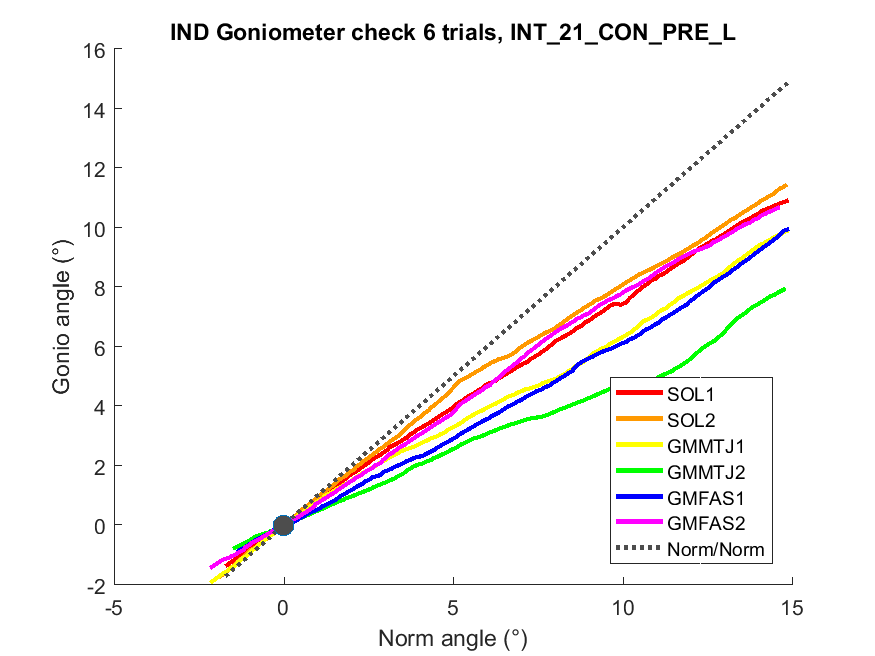 IND Goniometer check 6 trials, INT_21_CON_PRE_L
16
14
12
10
8
6
4
2
0
-2
Gonio angle (°)
-5
0
5
10
15
Norm angle (°)
SOL1
SOL2
GMMTJ1
GMMTJ2
GMFAS1
GMFAS2
Norm/Norm